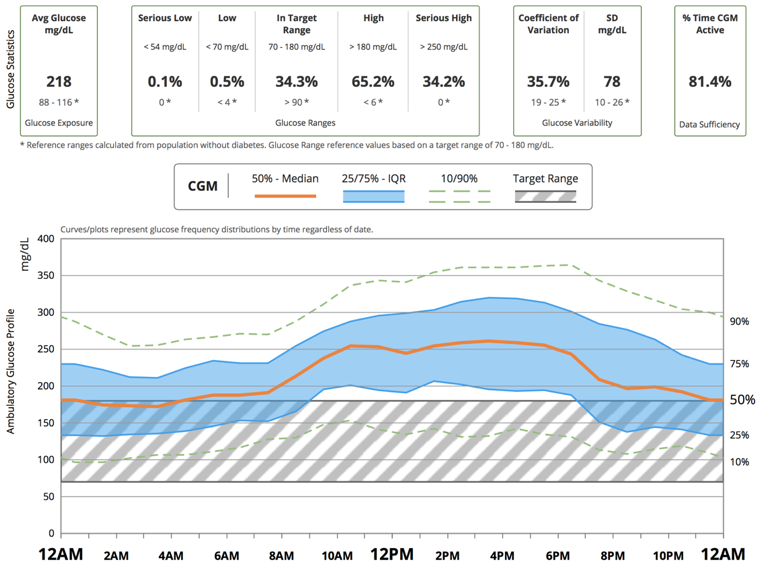 Glucose Statistics
Avg Glucose
mg/dL
218
88 - 116 *
Glucose Exposure
Serious Low
< 54 mg/dL
0.1%
0 *
Low
< 70 mg/dL
0.5%
< 4 *
In Target
Range
70 - 180 mg/dL
34.3%
> 90 *
High
> 180 mg/dL
65.2%
< 6 *
Serious High
> 250 mg/dL
34.2%
0 *
Glucose Ranges
Coefficient of
Variation
35.7%
19 - 25 *
SD
mg/dL
78
10 - 26 *
Glucose Variability
% Time CGM
Active
81.4%
Data Sufficiency
* Reference ranges calculated from population without diabetes. Glucose Range reference values based on a target range of 70 - 180 mg/dL.
CGM
50% - Median
25/75% - IQR
10/90%
Target Range
Curves/plots represent glucose frequency distributions by time regardless of date.
Ambulatory Glucose Profile
mg/dL
400
350
300
250
200
150
100
50
0
90%
75%
50%
25%
10%
12AM 2AM 4AM 6AM 8AM 10AM 12PM 2PM 4PM 6PM 8PM 10PM 12AM